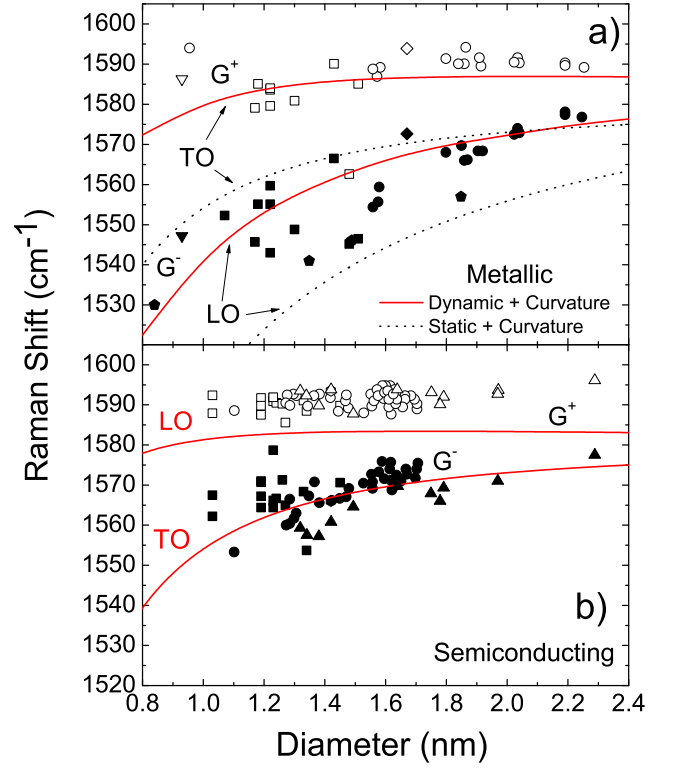 1600
1590
1580
1570
1560
1550
1540
1530
a)
G⁺
TO
G⁻
LO
Metallic
Dynamic + Curvature
Static + Curvature
1600
1590
1580
1570
1560
1550
1540
1530
1520
LO
G⁺
G⁻
TO
b)
Semiconducting
0.8 1.0 1.2 1.4 1.6 1.8 2.0 2.2 2.4
Diameter (nm)
Raman Shift (cm⁻¹)